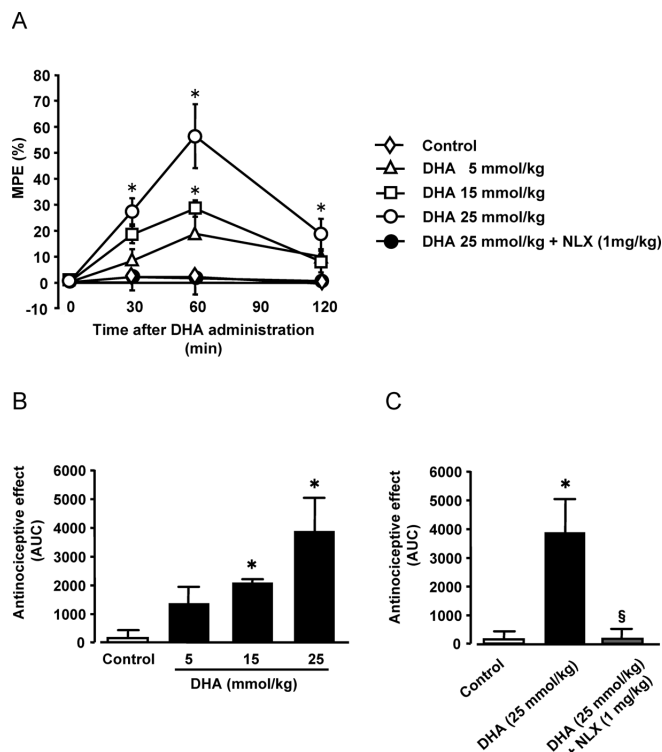 A
80
70
60
50
40
30
20
10
0
-10
MPE (%)
*
*
*
*
0 30 60 90 120
Time after DHA administration
(min)
Control
DHA 5 mmol/kg
DHA 15 mmol/kg
DHA 25 mmol/kg
DHA 25 mmol/kg + NLX (1mg/kg)
B
Antinociceptive effect
(AUC)
6000
5000
4000
3000
2000
1000
0
*
*
Control 5 15 25
DHA (mmol/kg)
C
Antinociceptive effect
(AUC)
6000
5000
4000
3000
2000
1000
0
*
§
Control
DHA (25 mmol/kg)
DHA (25 mmol/kg)
+ NLX (1 mg/kg)